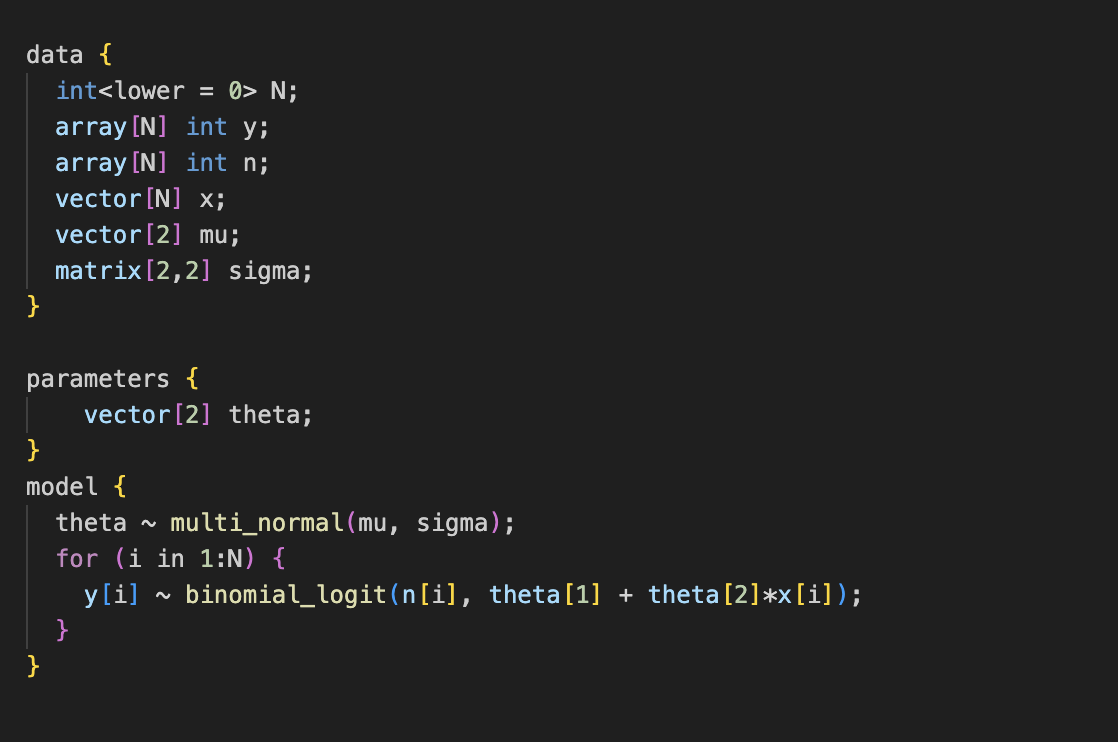 data {
  int<lower = 0> N;
  array[N] int y;
  array[N] int n;
  vector[N] x;
  vector[2] mu;
  matrix[2,2] sigma;
}
parameters {
    vector[2] theta;
}
model {
  theta ~ multi_normal(mu, sigma);
  for (i in 1:N) {
    y[i] ~ binomial_logit(n[i], theta[1] + theta[2]*x[i]);
  }
}